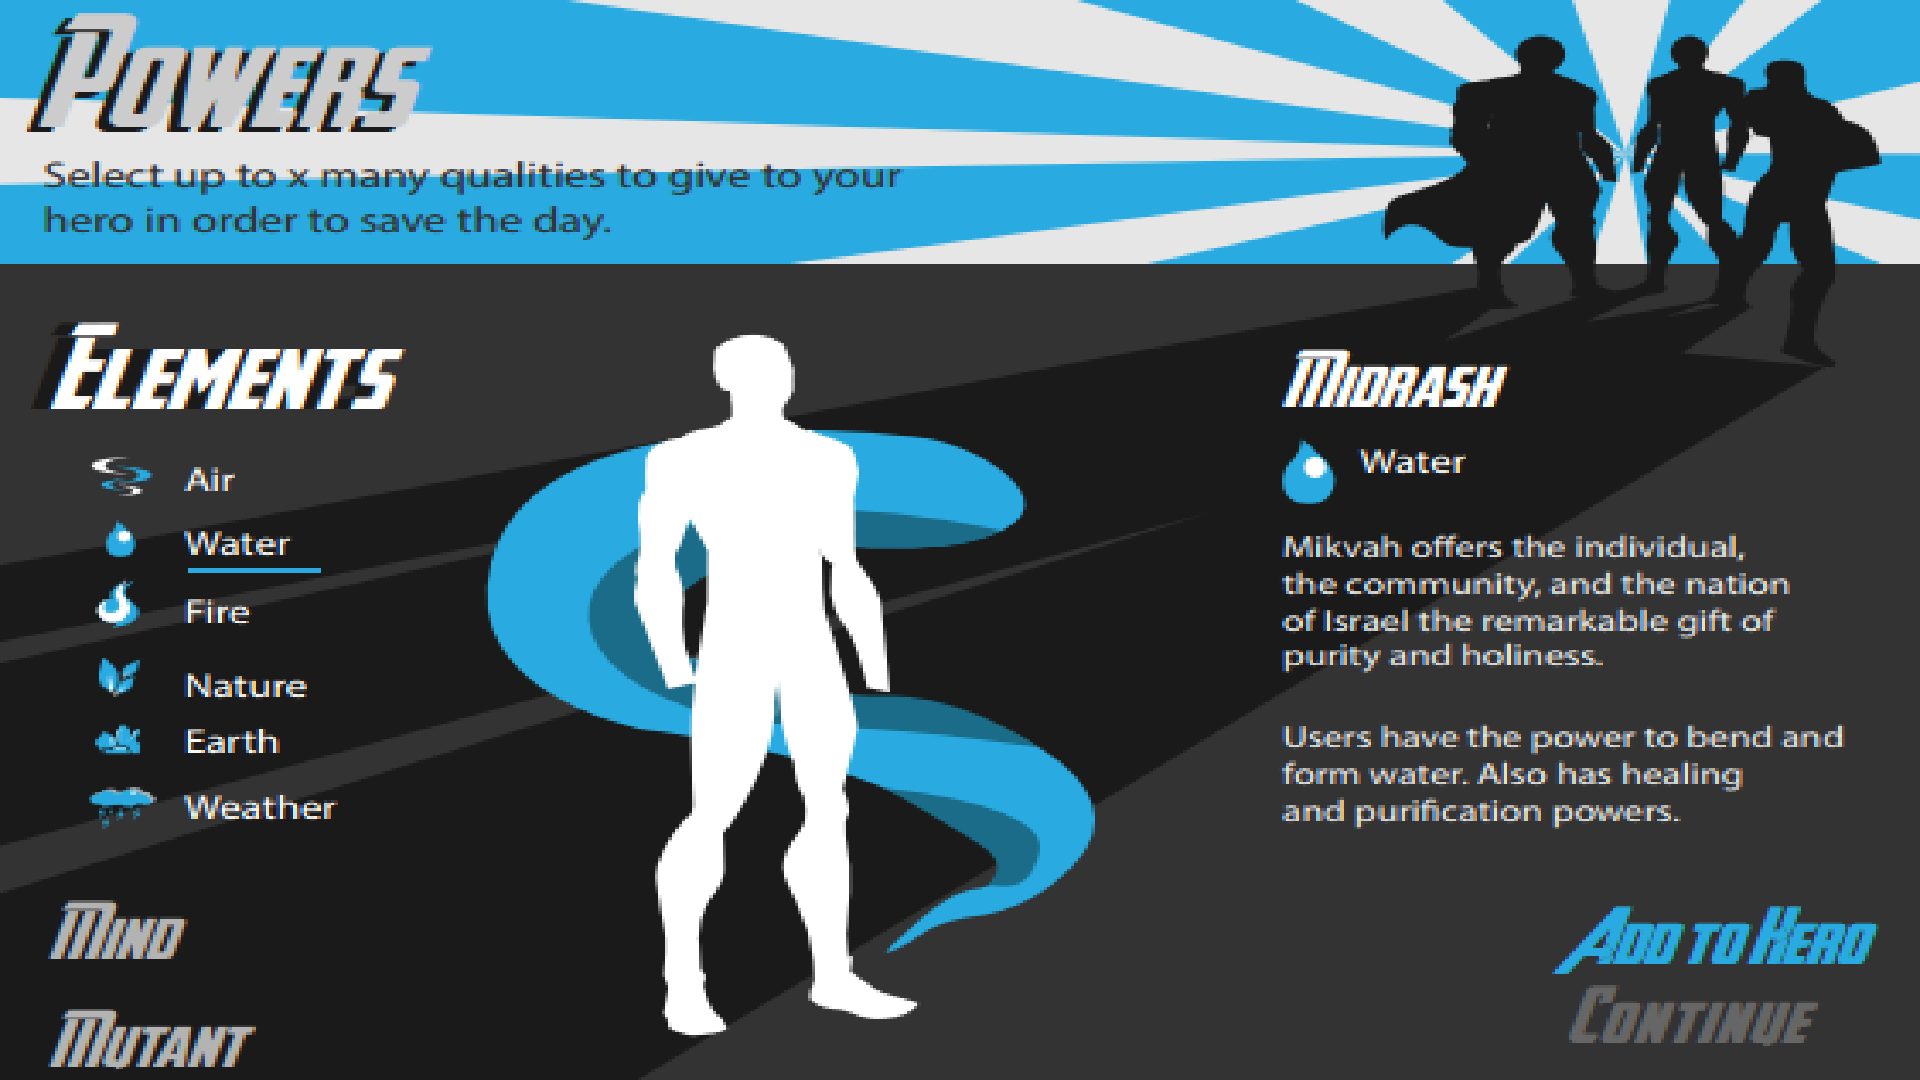 Powers
Select up to x many qualities to give to your
hero in order to save the day.
Elements
Air
Water
Fire
Nature
Earth
Weather
Mind
Mutant
Midrash
Water
Mikvah offers the individual,
the community, and the nation
of Israel the remarkable gift of
purity and holiness.
Users have the power to bend and
form water. Also has healing
and purification powers.
Add to Hero
Continue